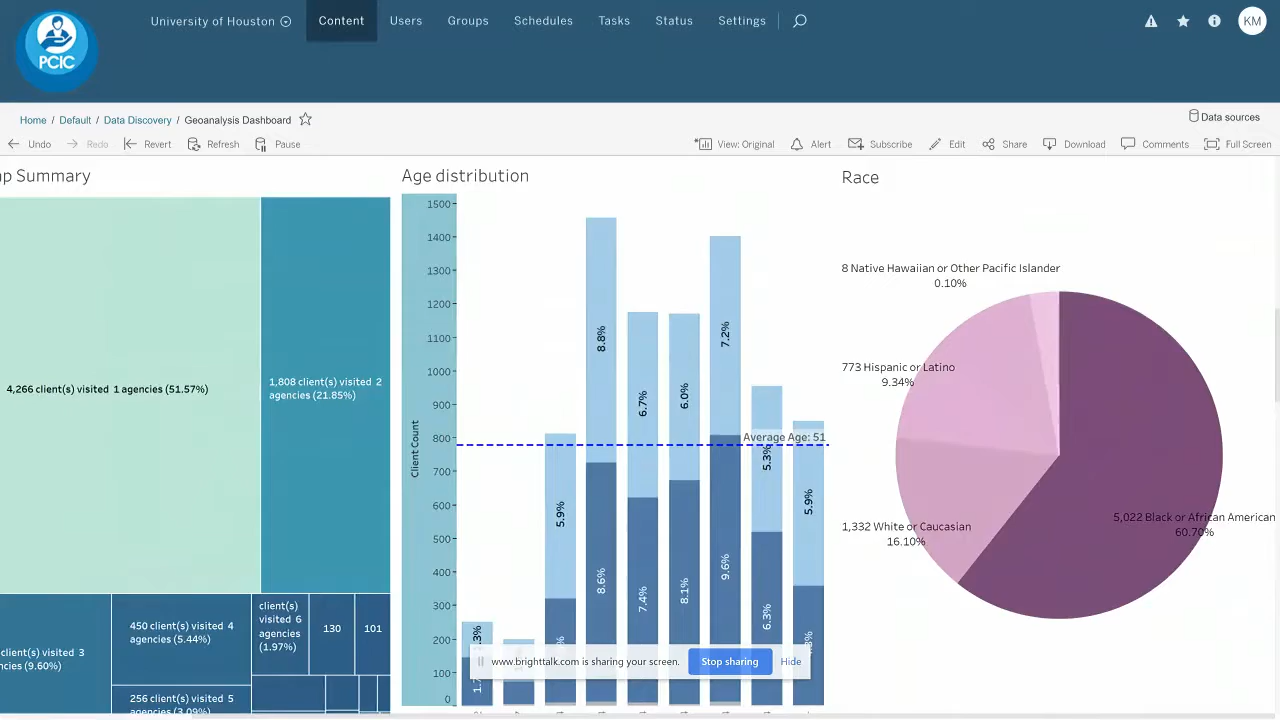 University of Houston
Content
Users
Groups
Schedules
Tasks
Status
Settings
KM
PCIC
Home / Default / Data Discovery / Geoanalysis Dashboard
Data sources
Undo
Redo
Revert
Refresh
Pause
View: Original
Alert
Subscribe
Edit
Share
Download
Comments
Full Screen
p Summary
4,266 client(s) visited 1 agencies (51.57%)
1,808 client(s) visited 2
agencies (21.85%)
client(s) visited 3
ncies (9.60%)
450 client(s) visited 4
agencies (5.44%)
256 client(s) visited 5
agencies (3.09%)
client(s)
visited 6
agencies
(1.97%)
130
101
Age distribution
Client Count
1500
1400
1300
1200
1100
1000
900
800
700
600
500
400
300
200
100
0
5.9%
8.8%
8.6%
6.7%
7.4%
6.0%
8.1%
7.2%
9.6%
5.3%
6.3%
5.9%
Average Age: 51
www.brighttalk.com is sharing your screen.
Stop sharing
Hide
Race
8 Native Hawaiian or Other Pacific Islander
0.10%
773 Hispanic or Latino
9.34%
1,332 White or Caucasian
16.10%
5,022 Black or African American
60.70%